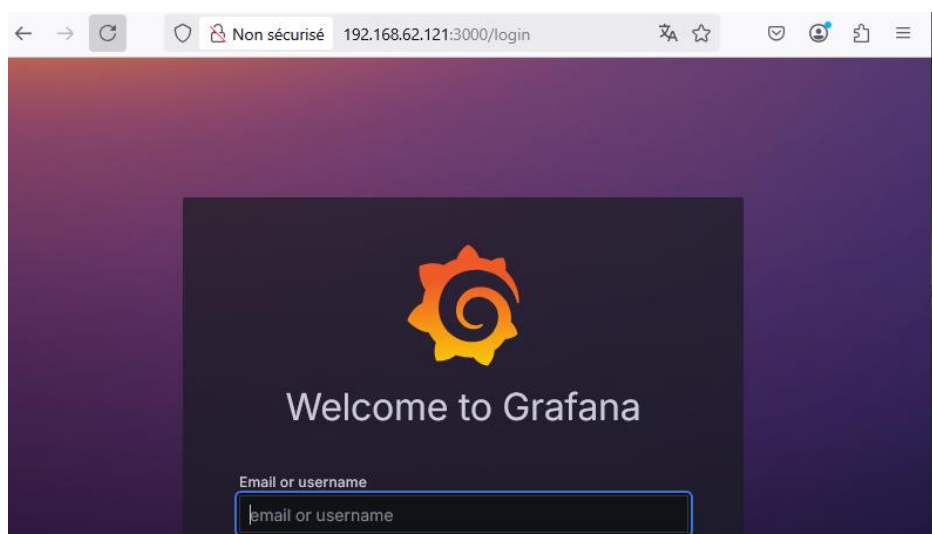 Non sécurisé 192.168.62.121:3000/login
Welcome to Grafana
Email or username
email or username